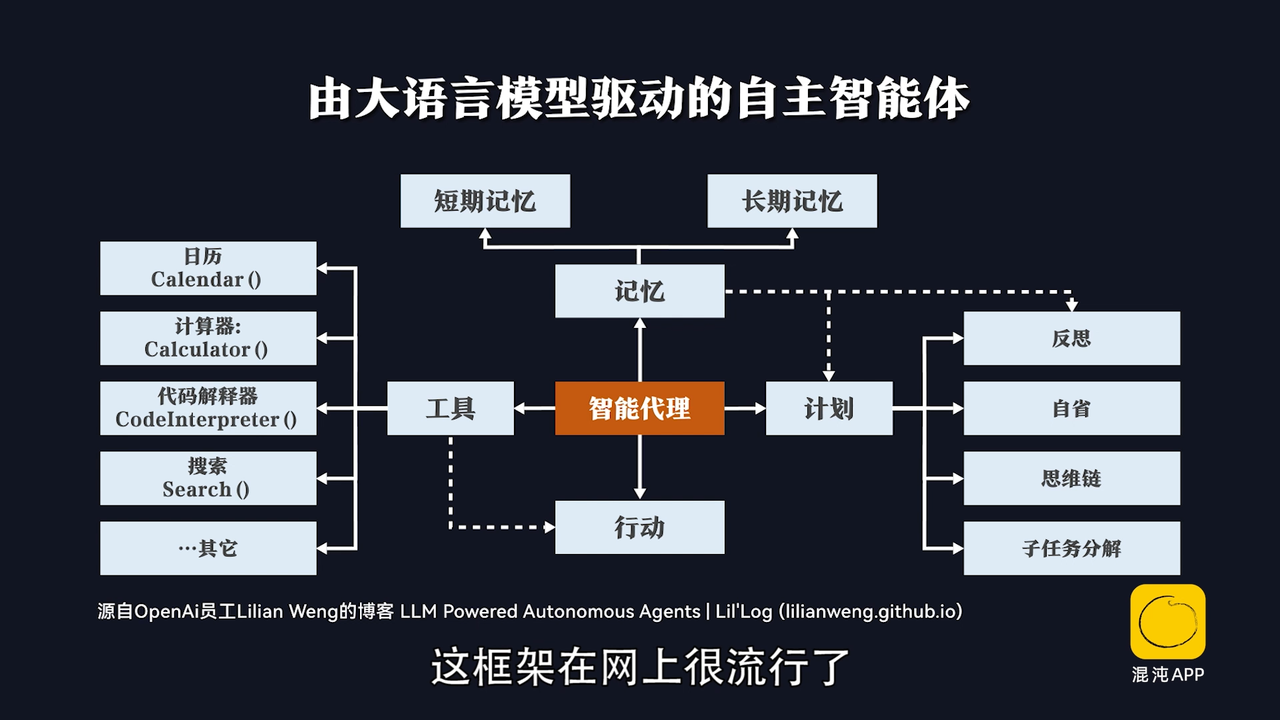 由大语言模型驱动的自主智能体
短期记忆
长期记忆
日历
Calendar ()
记忆
计算器:
Calculator ()
反思
代码解释器
CodeInterpreter ()
工具
智能代理
计划
自省
搜索
Search ()
思维链
行动
…其它
子任务分解
源自OpenAi员工Lilian Weng的博客 LLM Powered Autonomous Agents | Lil'Log (lilianweng.github.io)
这框架在网上很流行了
混沌APP